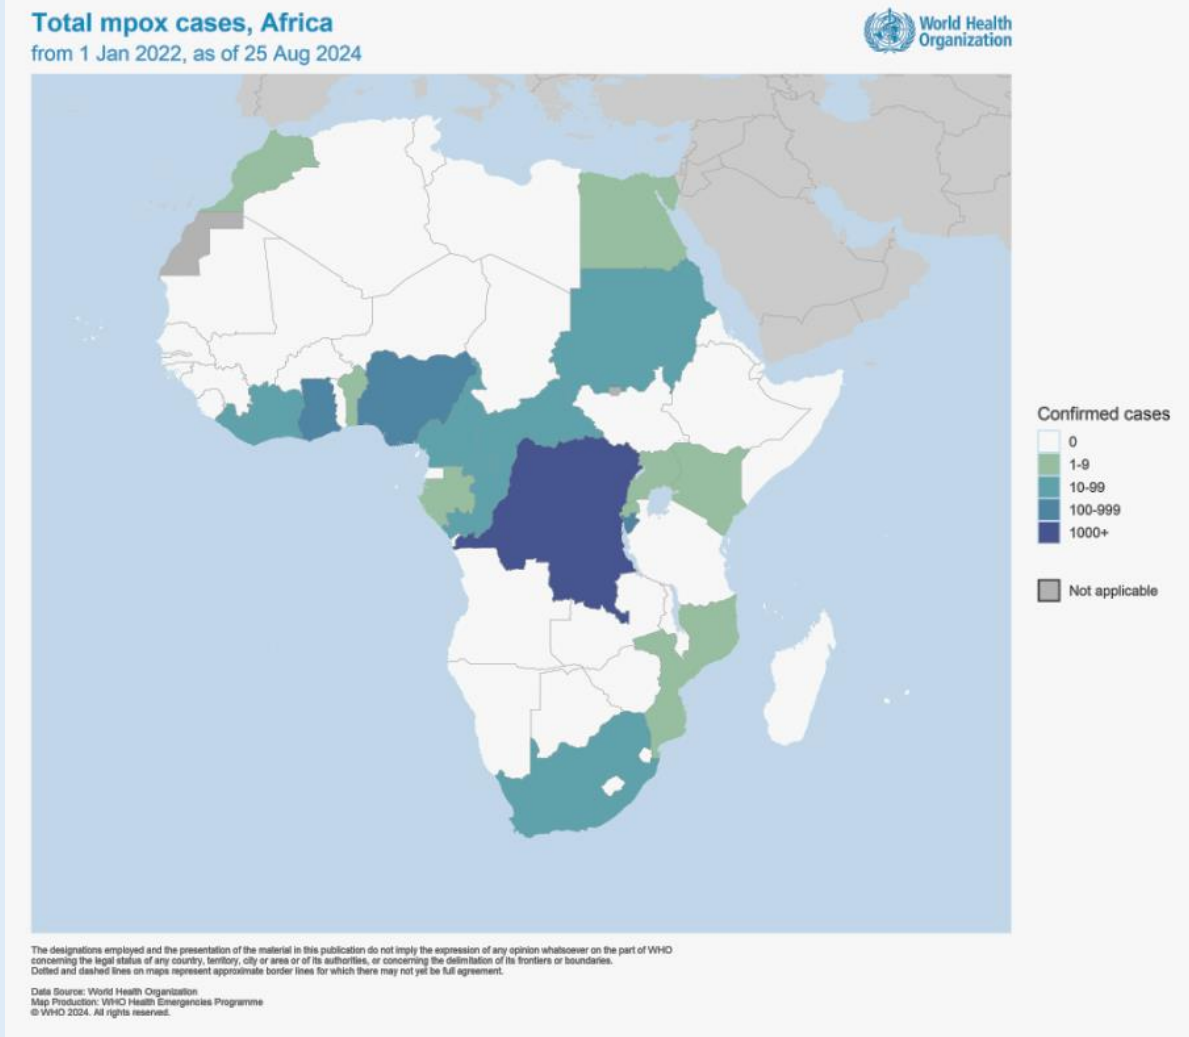 Total mpox cases, Africa
from 1 Jan 2022, as of 25 Aug 2024
World Health
Organization
Confirmed cases
0
1-9
10-99
100-999
1000+
Not applicable
The designations employed and the presentation of the material in this publication do not imply the expression of any opinion whatsoever on the part of WHO
concerning the legal status of any country, territory, city or area or of its authorities, or concerning the delimitation of its frontiers or boundaries.
Dotted and dashed lines on maps represent approximate border lines for which there may not yet be full agreement.
Data Source: World Health Organization
Map Production: WHO Health Emergencies Programme
© WHO 2024. All rights reserved.